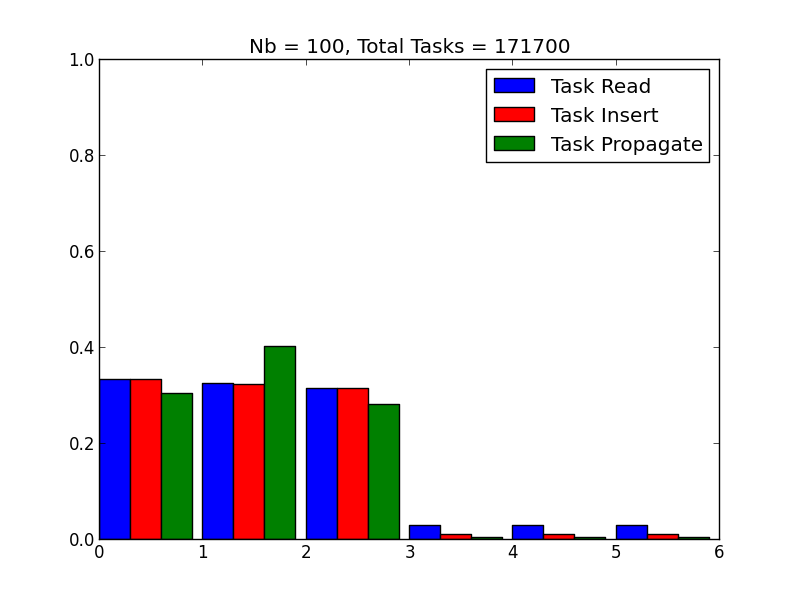 Nb = 100, Total Tasks = 171700
1.0
Task Read
Task Insert
Task Propagate
0.8
0.6
0.4
0.2
0.0
0 1 2 3 4 5 6